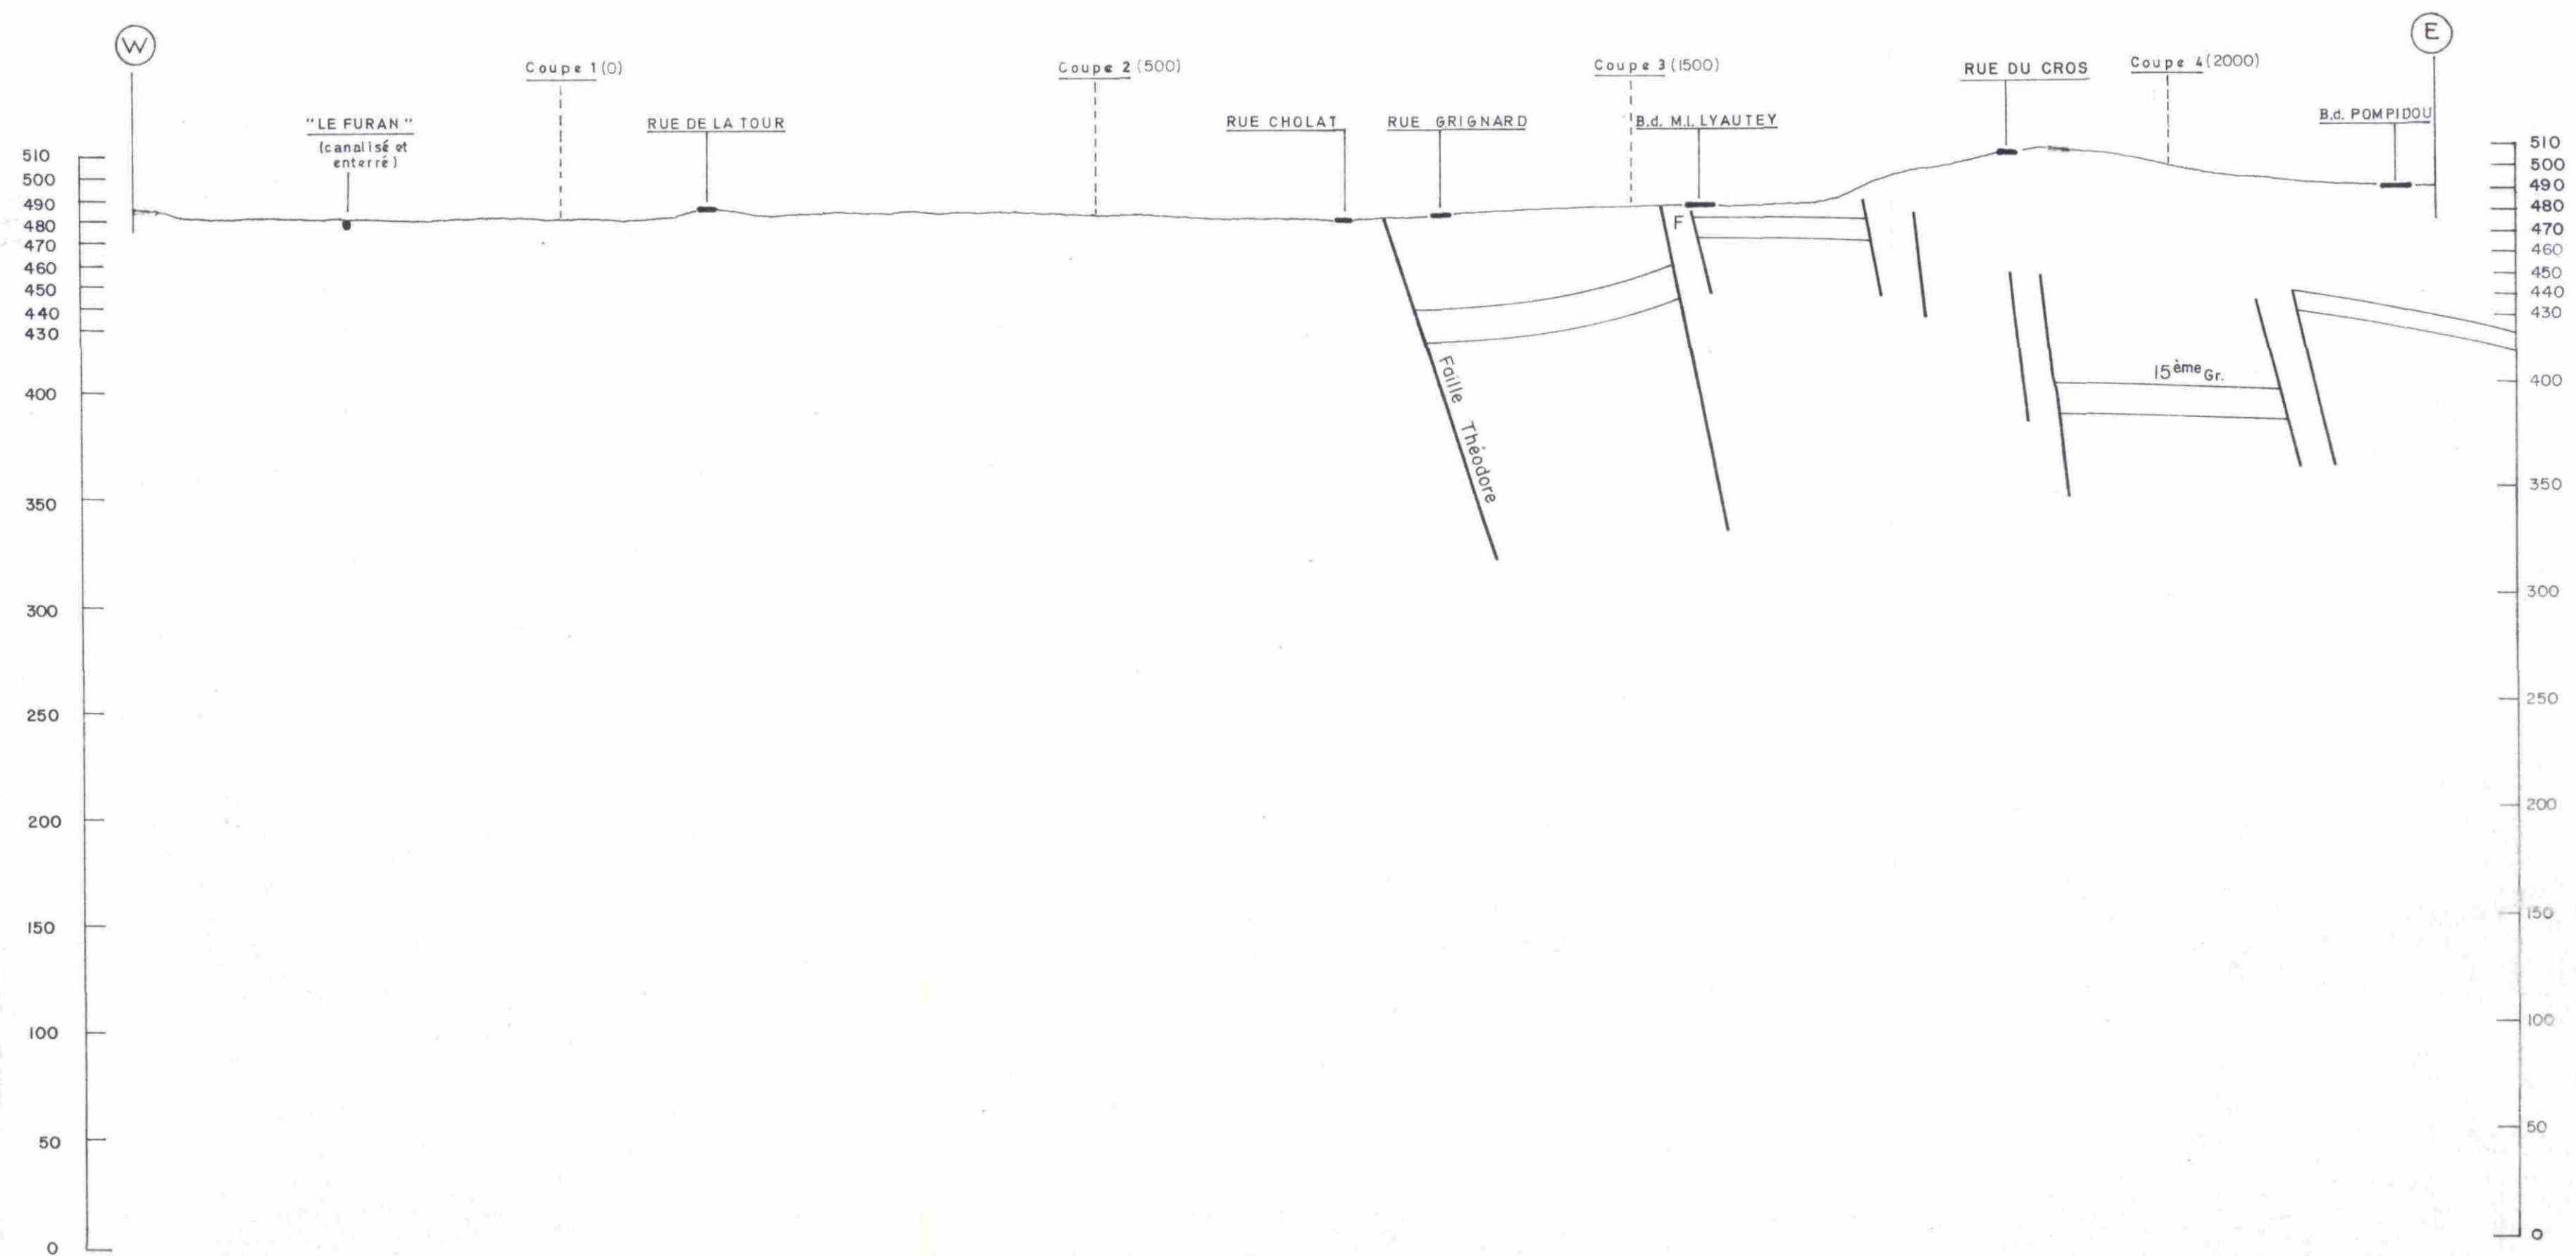 W
E
Coupe 1 (0)
Coupe 2 (500)
Coupe 3 (1500)
RUE DU CROS
Coupe 4 (2000)
"LE FURAN"
(canalisé et
enterré)
RUE DE LA TOUR
RUE CHOLAT
RUE GRIGNARD
B.d. M.l. LYAUTEY
B.d. POMPIDOU
510
500
490
480
470
460
450
440
430
400
350
300
250
200
150
100
50
0
F
Faille Théodore
15ème Gr.
510
500
490
480
470
460
450
440
430
400
350
300
250
200
150
100
50
0